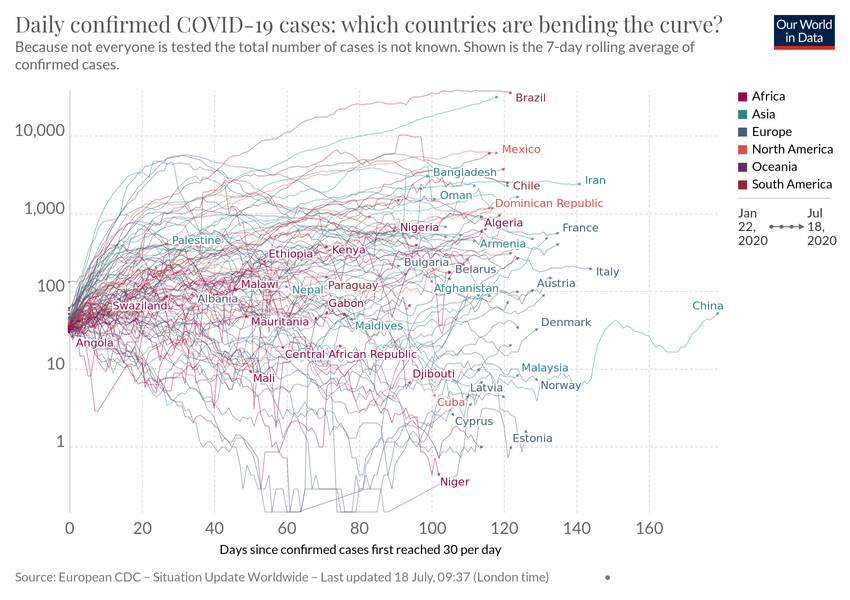 Daily confirmed COVID-19 cases: which countries are bending the curve?
Because not everyone is tested the total number of cases is not known. Shown is the 7-day rolling average of
confirmed cases.
Our World
in Data
Africa
Asia
Europe
North America
Oceania
South America
Jan
22,
2020
Jul
18,
2020
10,000
1,000
100
10
1
Brazil
Mexico
Bangladesh
Iran
Chile
Oman
Dominican Republic
Algeria
Nigeria
France
Palestine
Armenia
Kenya
Ethiopia
Bulgaria
Belarus
Italy
Malawi
Paraguay
Austria
Nepal
Afghanistan
Albania
Gabon
Swaziland
China
Mauritania
Maldives
Denmark
Angola
Central African Republic
Malaysia
Mali
Djibouti
Norway
Latvia
Cuba
Cyprus
Estonia
Niger
0
20
40
60
80
100
120
140
160
Days since confirmed cases first reached 30 per day
Source: European CDC – Situation Update Worldwide – Last updated 18 July, 09:37 (London time)